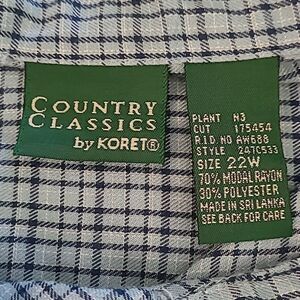 COUNTRY
CLASSICS
by KORET®
PLANT N3
CUT 175454
R.I.D. NO AW688
STYLE 247C533
SIZE 22W
70% MODAL RAYON
30% POLYESTER
MADE IN SRI LANKA
SEE BACK FOR CARE